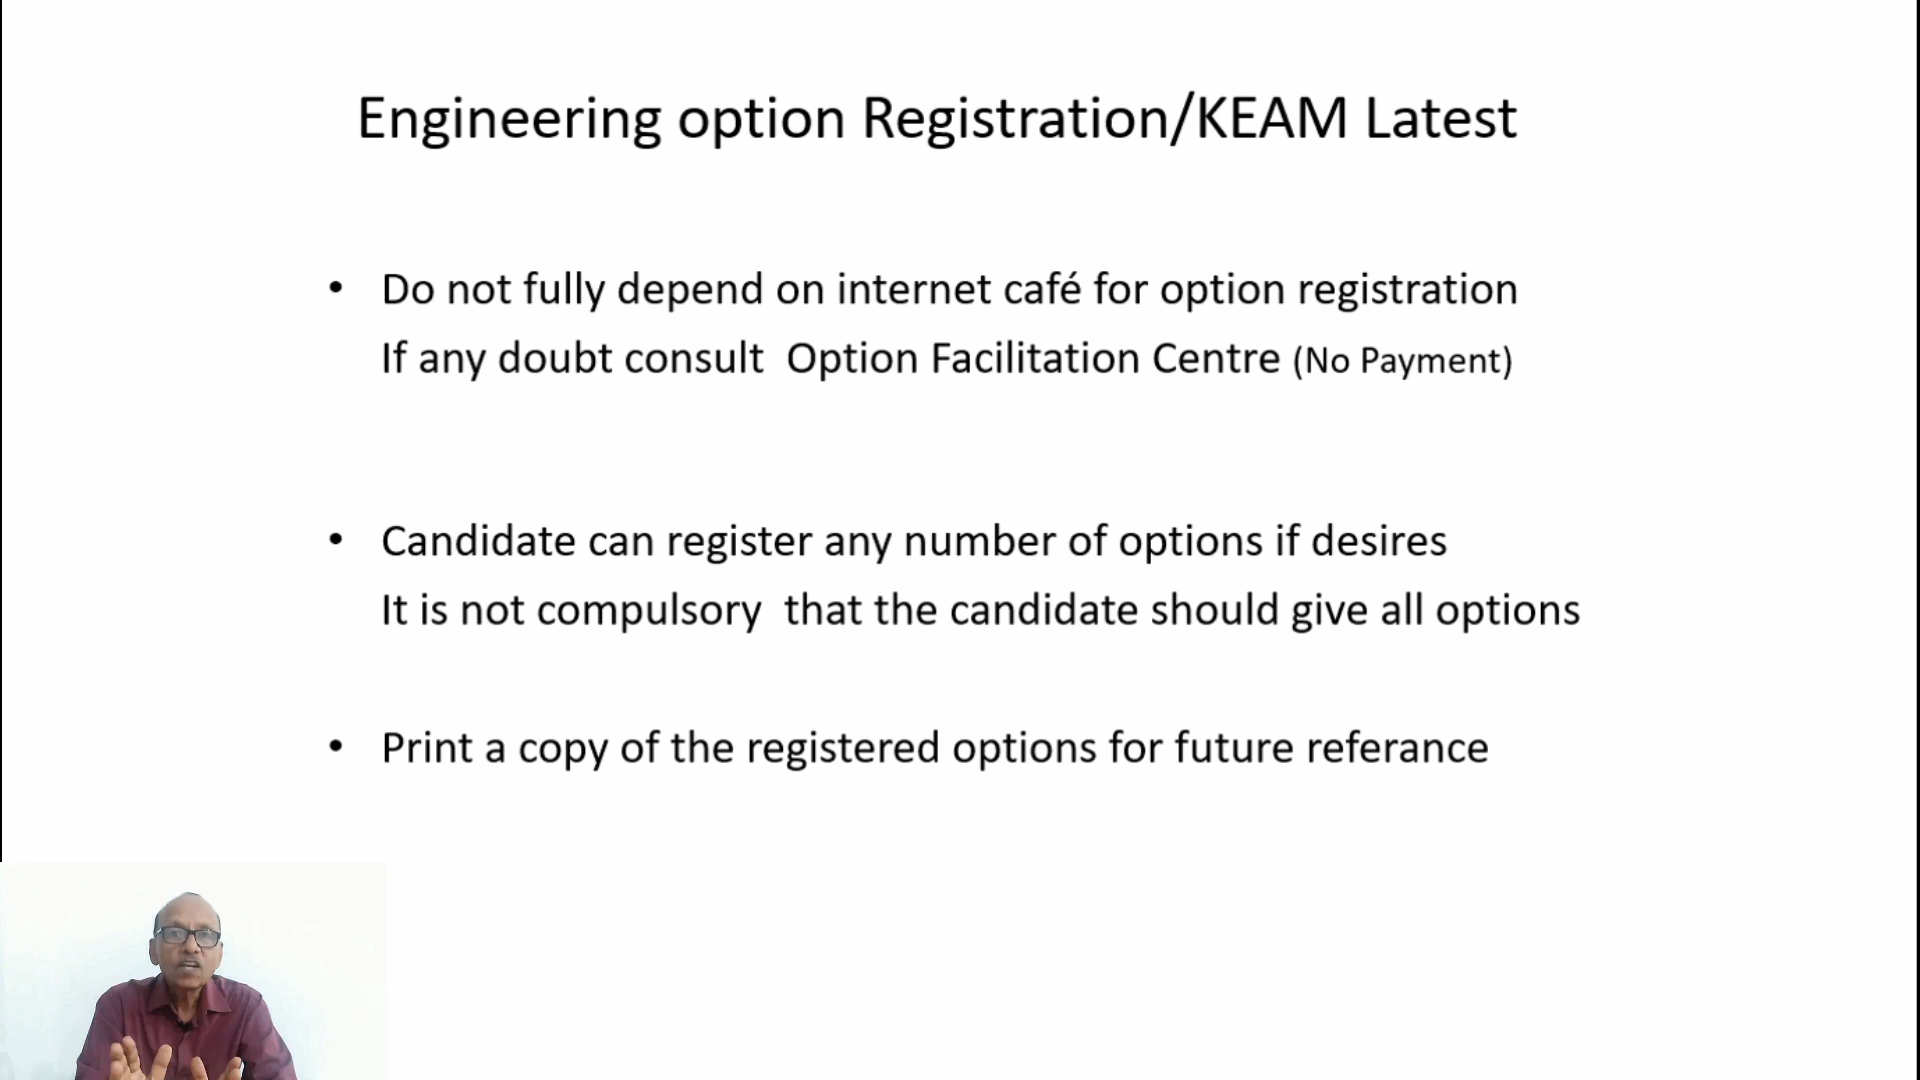 Engineering option Registration/KEAM Latest
• Do not fully depend on internet café for option registration
If any doubt consult  Option Facilitation Centre (No Payment)
• Candidate can register any number of options if desires
It is not compulsory  that the candidate should give all options
• Print a copy of the registered options for future referance